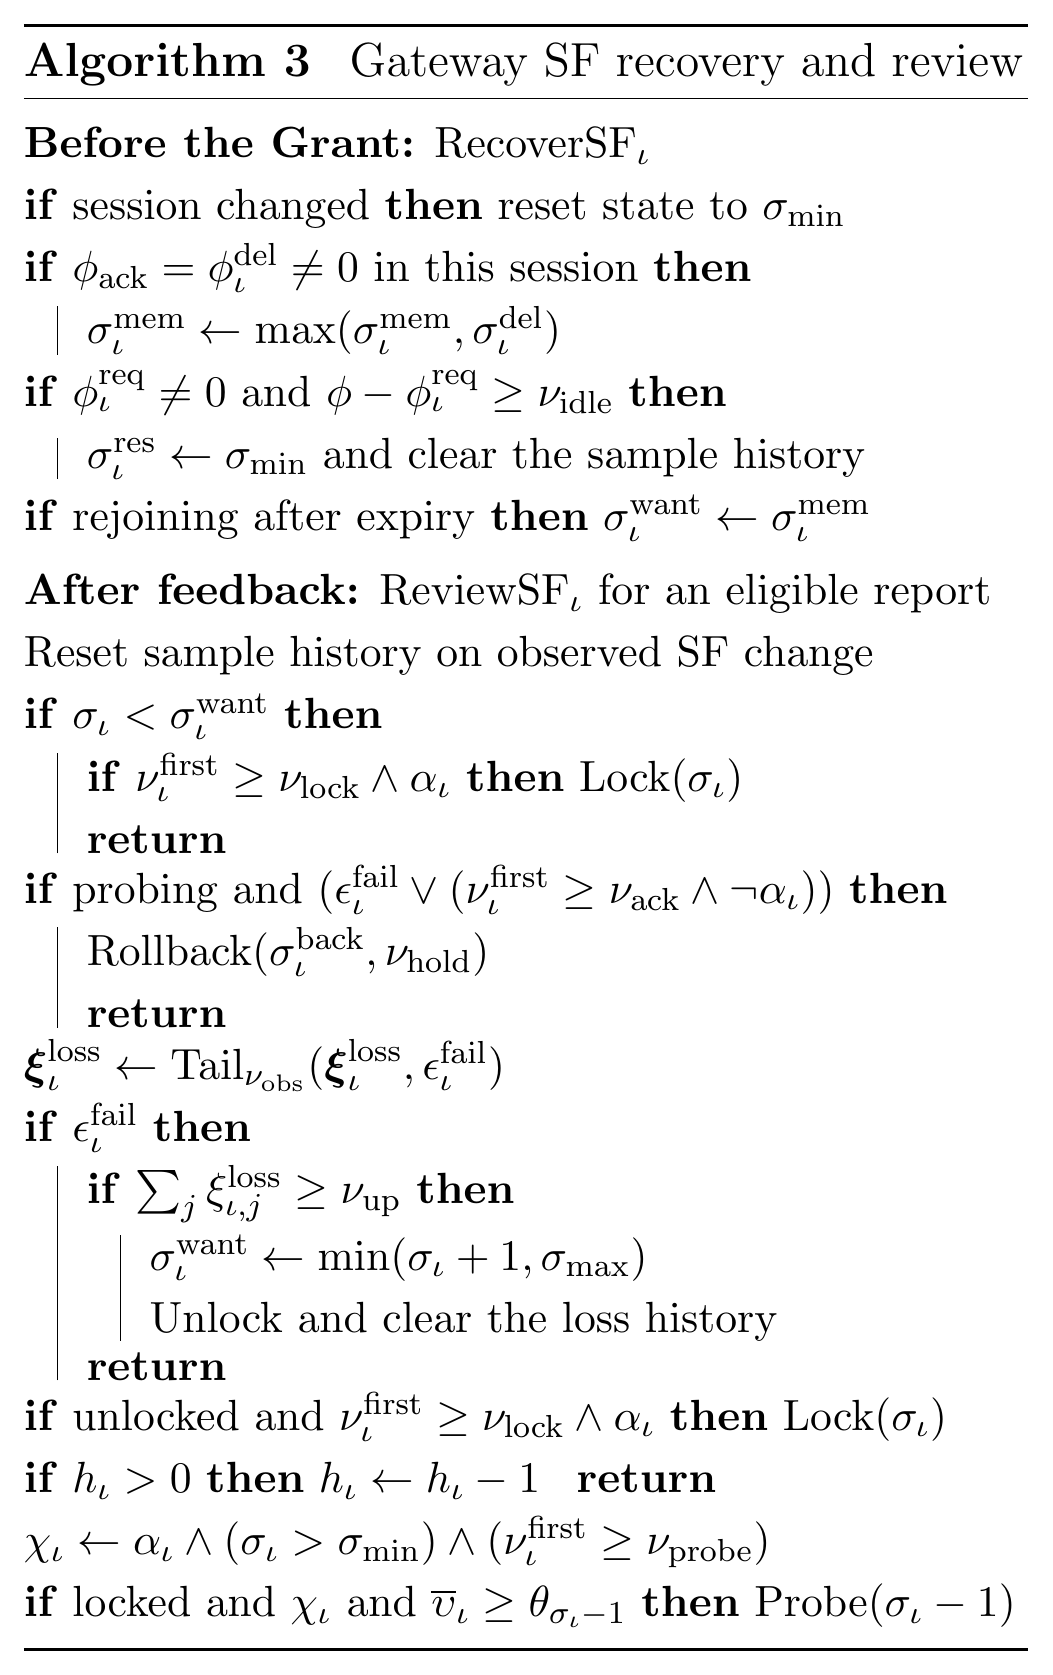 Algorithm 3 Gateway SF recovery and review
Before the Grant: RecoverSF_ι
if session changed then reset state to σ_min
if ϕ_ack = ϕ_ι^del ≠ 0 in this session then
σ_ι^mem ← max(σ_ι^mem, σ_ι^del)
if ϕ_ι^req ≠ 0 and ϕ − ϕ_ι^req ≥ ν_idle then
σ_ι^res ← σ_min and clear the sample history
if rejoining after expiry then σ_ι^want ← σ_ι^mem
After feedback: ReviewSF_ι for an eligible report
Reset sample history on observed SF change
if σ_ι < σ_ι^want then
if ν_ι^first ≥ ν_lock ∧ α_ι then Lock(σ_ι)
return
if probing and (ϵ_ι^fail ∨ (ν_ι^first ≥ ν_ack ∧ ¬α_ι)) then
Rollback(σ_ι^back, ν_hold)
return
ξ_ι^loss ← Tail_ν_obs(ξ_ι^loss, ϵ_ι^fail)
if ϵ_ι^fail then
if ∑_j ξ_ι,j^loss ≥ ν_up then
σ_ι^want ← min(σ_ι + 1, σ_max)
Unlock and clear the loss history
return
if unlocked and ν_ι^first ≥ ν_lock ∧ α_ι then Lock(σ_ι)
if h_ι > 0 then h_ι ← h_ι − 1 return
χ_ι ← α_ι ∧ (σ_ι > σ_min) ∧ (ν_ι^first ≥ ν_probe)
if locked and χ_ι and υ̅_ι ≥ θ_σ_ι−1 then Probe(σ_ι − 1)